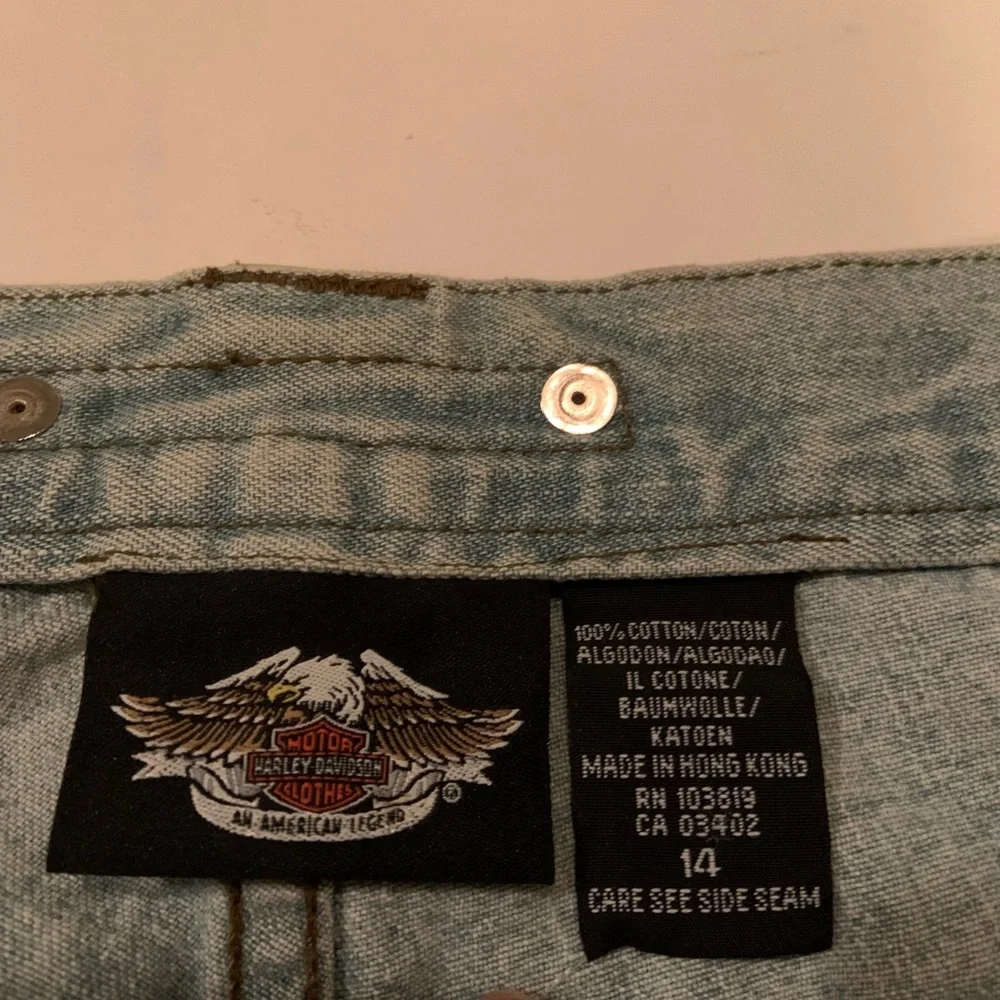 MOTOR
HARLEY-DAVIDSON
CLOTHES
®
AN AMERICAN LEGEND
100% COTTON/COTON/
ALGODON/ALGODAO/
IL COTONE/
BAUMWOLLE/
KATOEN
MADE IN HONG KONG
RN 103819
CA 03402
14
CARE SEE SIDE SEAM